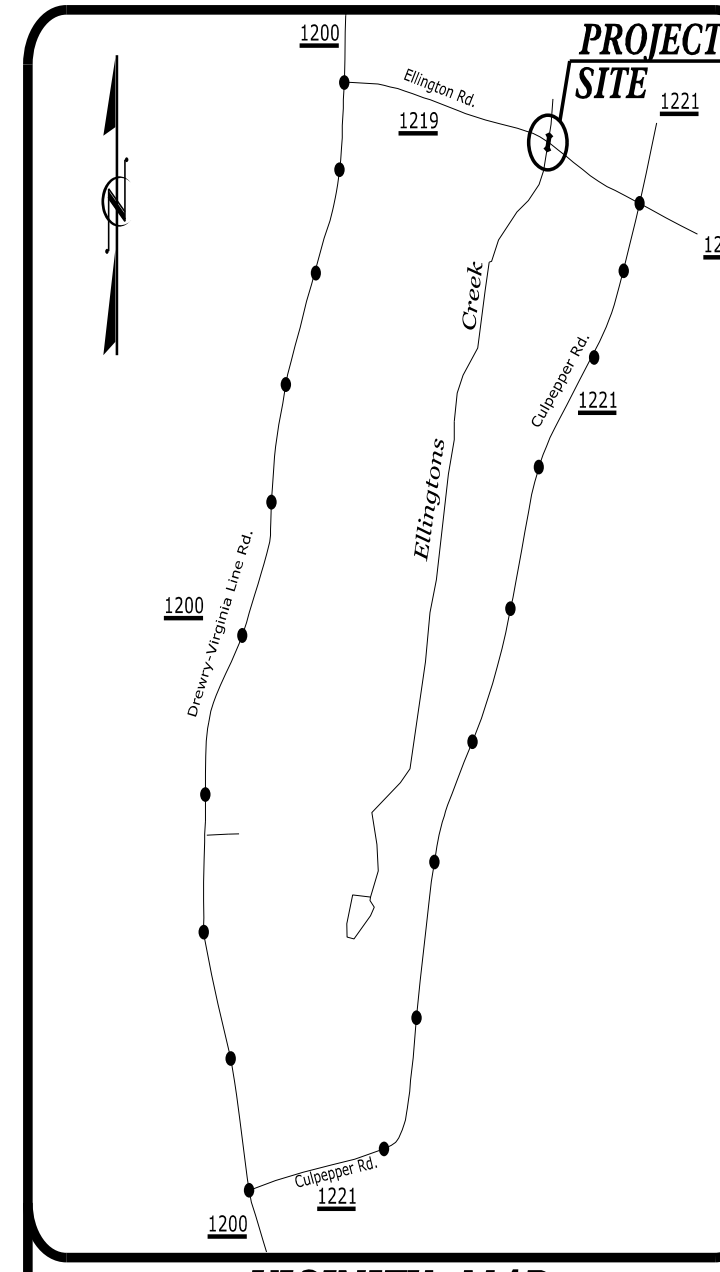 1200
PROJECT
SITE
Ellington Rd.
1219
1221
Creek
Culpepper Rd.
1221
Ellingtons
Drewry-Virginia Line Rd.
1200
Culpepper Rd.
1221
1200